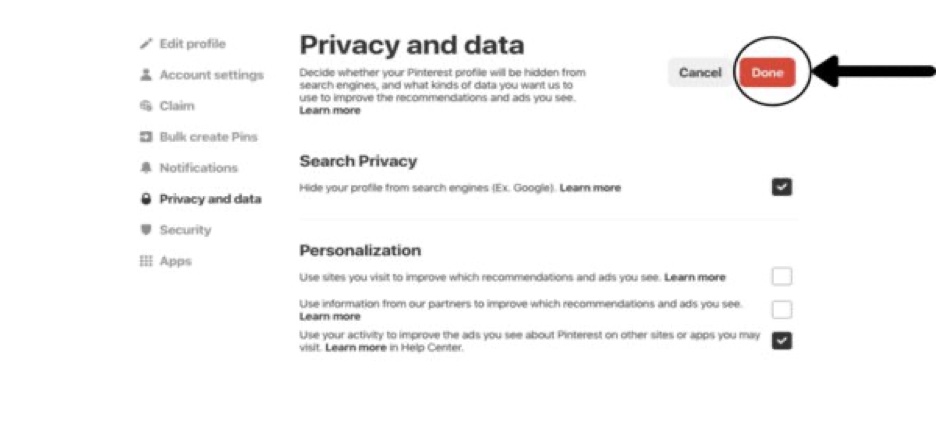 Edit profile
Account settings
Claim
Bulk create Pins
Notifications
Privacy and data
Security
Apps
Privacy and data
Decide whether your Pinterest profile will be hidden from
search engines, and what kinds of data you want us to
use to improve the recommendations and ads you see.
Learn more
Cancel
Done
Search Privacy
Hide your profile from search engines (Ex. Google). Learn more
Personalization
Use sites you visit to improve which recommendations and ads you see. Learn more
Use information from our partners to improve which recommendations and ads you see.
Learn more
Use your activity to improve the ads you see about Pinterest on other sites or apps you may
visit. Learn more in Help Center.